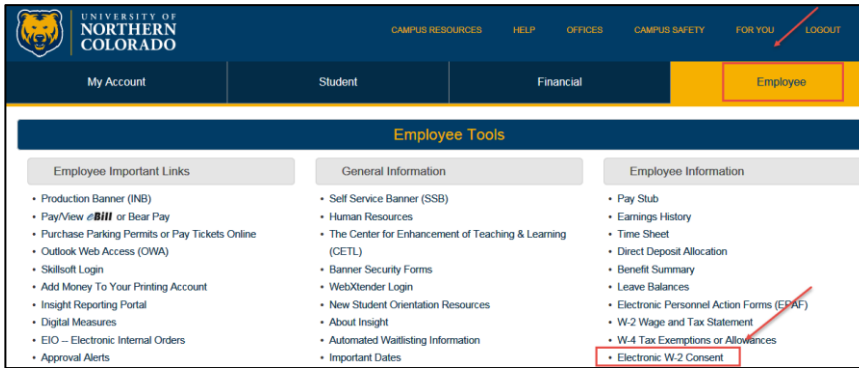 UNIVERSITY OF
NORTHERN
COLORADO
CAMPUS RESOURCES HELP OFFICES CAMPUS SAFETY FOR YOU LOGOUT
My Account Student Financial Employee
Employee Tools
Employee Important Links
• Production Banner (INB)
• Pay/View eBill or Bear Pay
• Purchase Parking Permits or Pay Tickets Online
• Outlook Web Access (OWA)
• Skillsoft Login
• Add Money To Your Printing Account
• Insight Reporting Portal
• Digital Measures
• EIO -- Electronic Internal Orders
• Approval Alerts
General Information
• Self Service Banner (SSB)
• Human Resources
• The Center for Enhancement of Teaching & Learning
(CETL)
• Banner Security Forms
• WebXtender Login
• New Student Orientation Resources
• About Insight
• Automated Waitlisting Information
• Important Dates
Employee Information
• Pay Stub
• Earnings History
• Time Sheet
• Direct Deposit Allocation
• Benefit Summary
• Leave Balances
• Electronic Personnel Action Forms (EPAF)
• W-2 Wage and Tax Statement
• W-4 Tax Exemptions or Allowances
• Electronic W-2 Consent